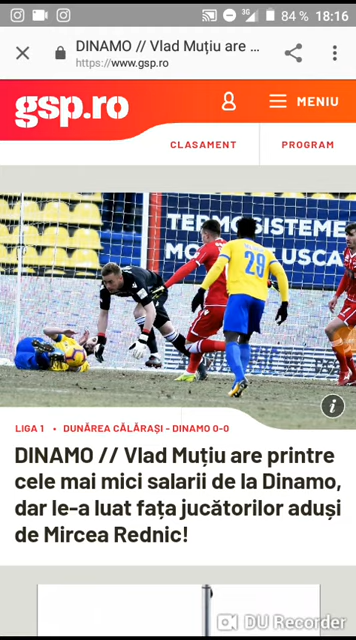 84 % 18:16
DINAMO // Vlad Muțiu are ...
https://www.gsp.ro
gsp.ro
MENIU
CLASAMENT
PROGRAM
TERMOSISTEME
29
LIGA 1 • DUNĂREA CĂLĂRAȘI - DINAMO 0-0
DINAMO // Vlad Muțiu are printre
cele mai mici salarii de la Dinamo,
dar le-a luat fața jucătorilor aduși
de Mircea Rednic!
DU Recorder